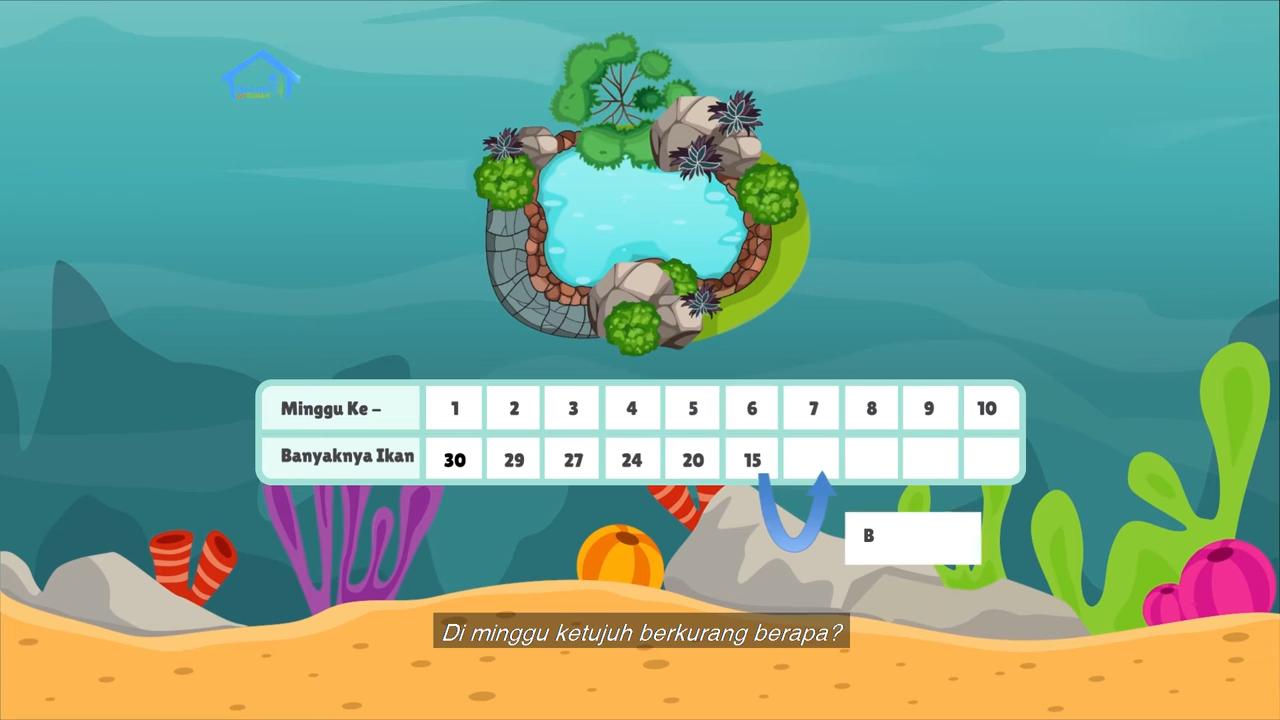 Minggu Ke – 1 2 3 4 5 6 7 8 9 10
Banyaknya Ikan 30 29 27 24 20 15
B
Di minggu ketujuh berkurang berapa?